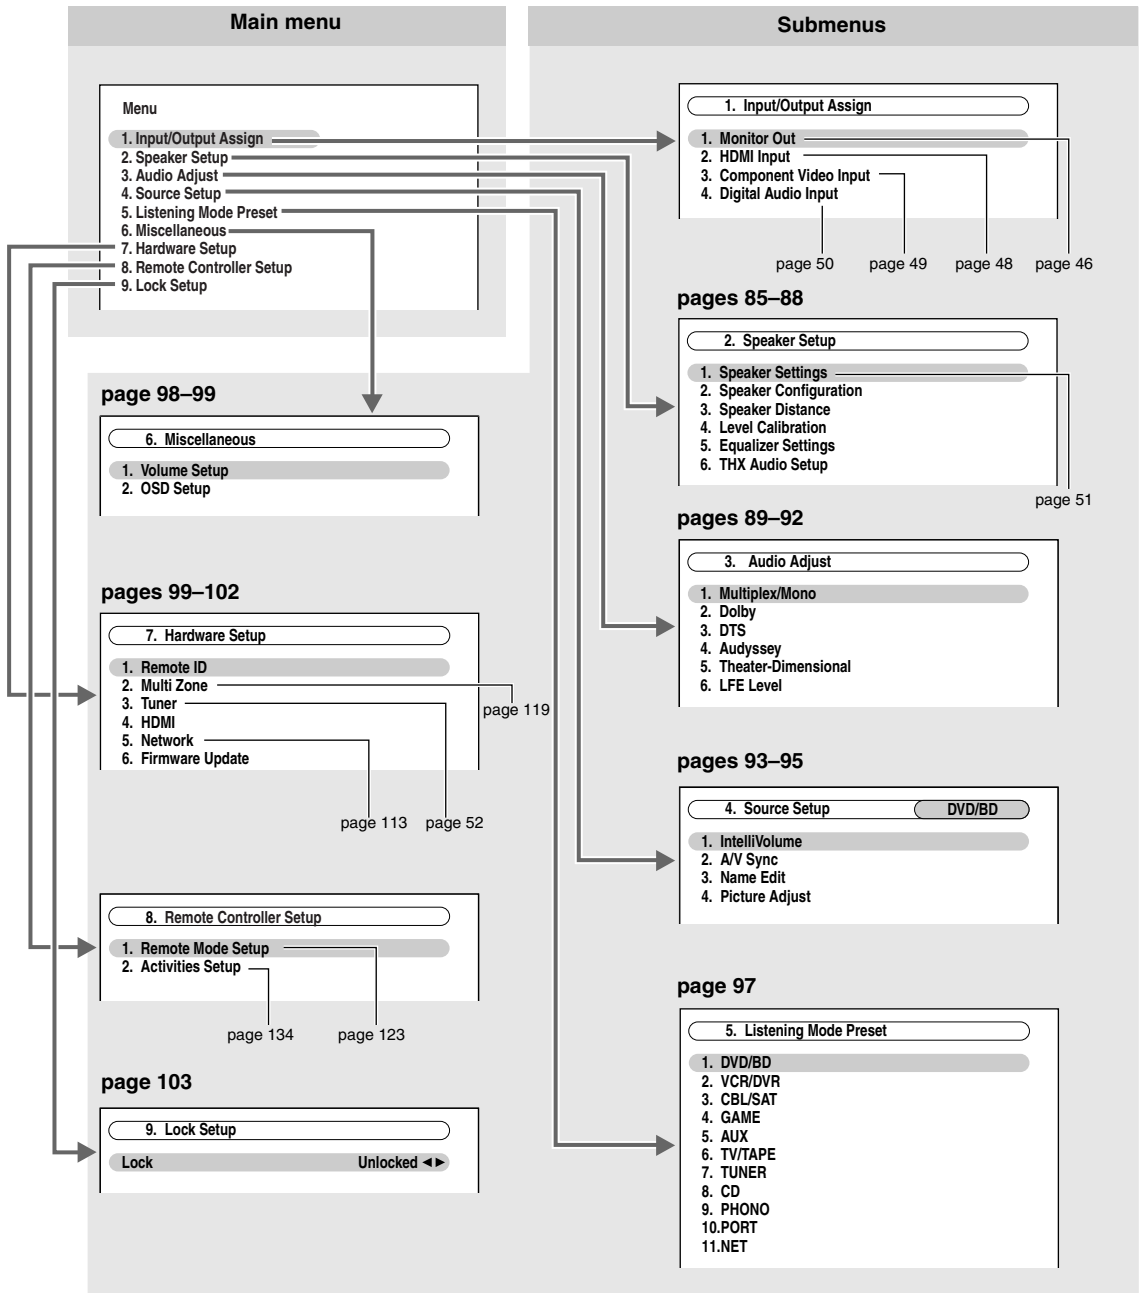 Main menu
Submenus
Menu
1. Input/Output Assign
2. Speaker Setup
3. Audio Adjust
4. Source Setup
5. Listening Mode Preset
6. Miscellaneous
7. Hardware Setup
8. Remote Controller Setup
9. Lock Setup
1. Input/Output Assign
1. Monitor Out
2. HDMI Input
3. Component Video Input
4. Digital Audio Input
page 50
page 49
page 48
page 46
pages 85–88
2. Speaker Setup
1. Speaker Settings
2. Speaker Configuration
3. Speaker Distance
4. Level Calibration
5. Equalizer Settings
6. THX Audio Setup
page 51
pages 89–92
3. Audio Adjust
1. Multiplex/Mono
2. Dolby
3. DTS
4. Audyssey
5. Theater-Dimensional
6. LFE Level
pages 93–95
4. Source Setup
DVD/BD
1. IntelliVolume
2. A/V Sync
3. Name Edit
4. Picture Adjust
page 97
5. Listening Mode Preset
1. DVD/BD
2. VCR/DVR
3. CBL/SAT
4. GAME
5. AUX
6. TV/TAPE
7. TUNER
8. CD
9. PHONO
10.PORT
11.NET
page 98–99
6. Miscellaneous
1. Volume Setup
2. OSD Setup
pages 99–102
7. Hardware Setup
1. Remote ID
2. Multi Zone
3. Tuner
4. HDMI
5. Network
6. Firmware Update
page 119
page 113
page 52
8. Remote Controller Setup
1. Remote Mode Setup
2. Activities Setup
page 134
page 123
page 103
9. Lock Setup
Lock Unlocked ◄►